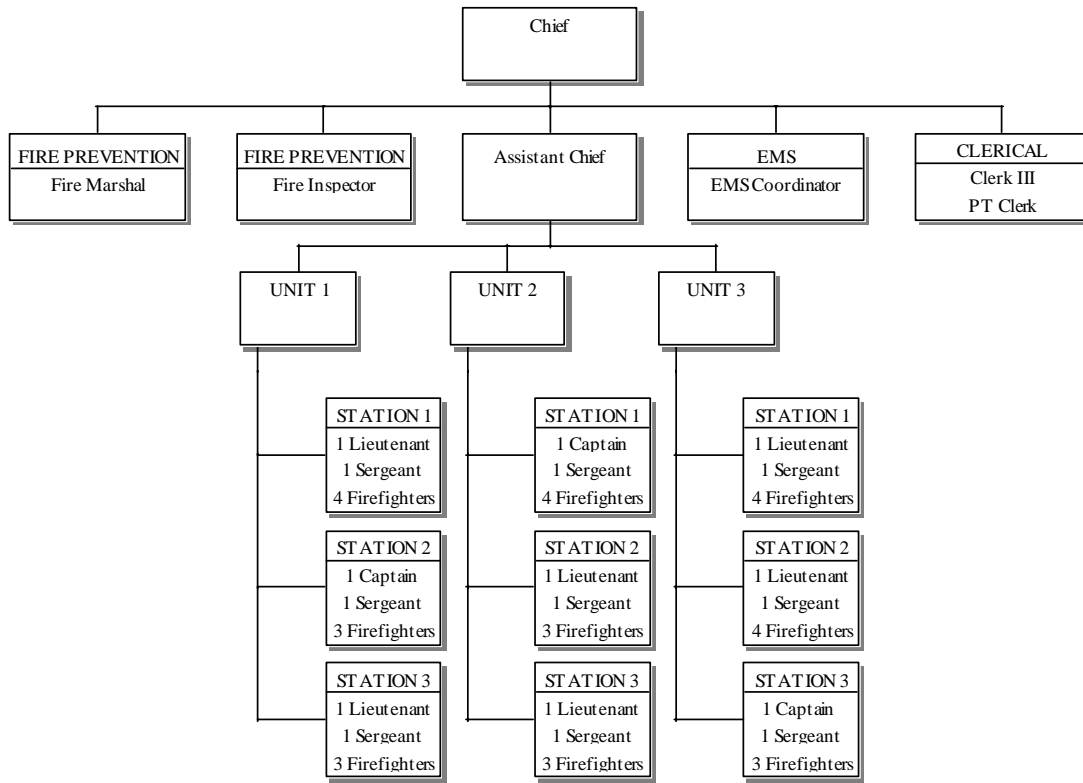 Chief
FIRE PREVENTION
Fire Marshal
FIRE PREVENTION
Fire Inspector
Assistant Chief
EMS
EMS Coordinator
CLERICAL
Clerk III
PT Clerk
UNIT 1
UNIT 2
UNIT 3
STATION 1
1 Lieutenant
1 Sergeant
4 Firefighters
STATION 1
1 Captain
1 Sergeant
4 Firefighters
STATION 1
1 Lieutenant
1 Sergeant
4 Firefighters
STATION 2
1 Captain
1 Sergeant
3 Firefighters
STATION 2
1 Lieutenant
1 Sergeant
3 Firefighters
STATION 2
1 Lieutenant
1 Sergeant
4 Firefighters
STATION 3
1 Lieutenant
1 Sergeant
3 Firefighters
STATION 3
1 Lieutenant
1 Sergeant
3 Firefighters
STATION 3
1 Captain
1 Sergeant
3 Firefighters